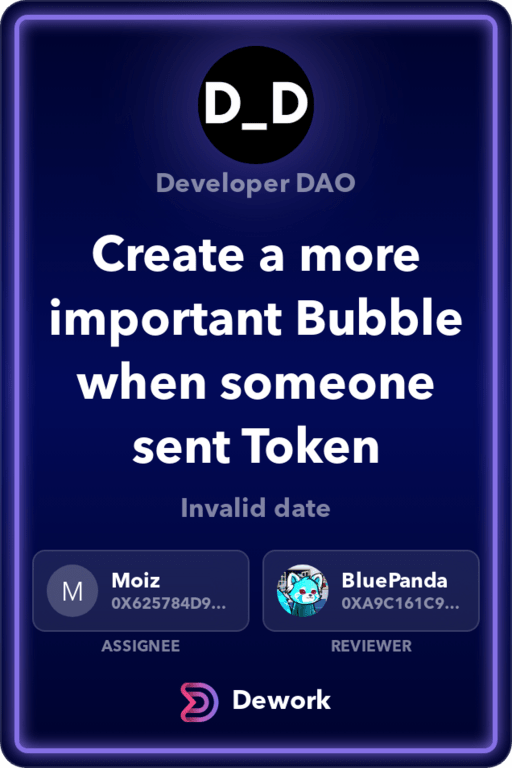 D_D
Developer DAO
Create a more
important Bubble
when someone
sent Token
Invalid date
M
Moiz
0X625784D9...
BluePanda
0XA9C161C9...
ASSIGNEE
REVIEWER
Dework